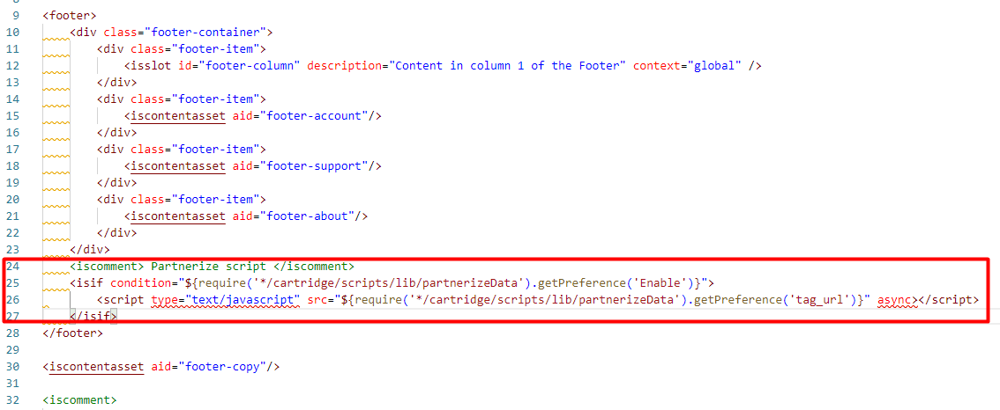 9 <footer>
10 <div class="footer-container">
11 <div class="footer-item">
12 <isslot id="footer-column" description="Content in column 1 of the Footer" context="global" />
13 </div>
14 <div class="footer-item">
15 <iscontentasset aid="footer-account"/>
16 </div>
17 <div class="footer-item">
18 <iscontentasset aid="footer-support"/>
19 </div>
20 <div class="footer-item">
21 <iscontentasset aid="footer-about"/>
22 </div>
23 </div>
24 <iscomment> Partnerize script </iscomment>
25 <isif condition="${require('*/cartridge/scripts/lib/partnerizeData').getPreference('Enable')}">
26 <script type="text/javascript" src="${require('*/cartridge/scripts/lib/partnerizeData').getPreference('tag_url')}" async></script>
27 </isif>
28 </footer>
29
30 <iscontentasset aid="footer-copy"/>
31
32 <iscomment>